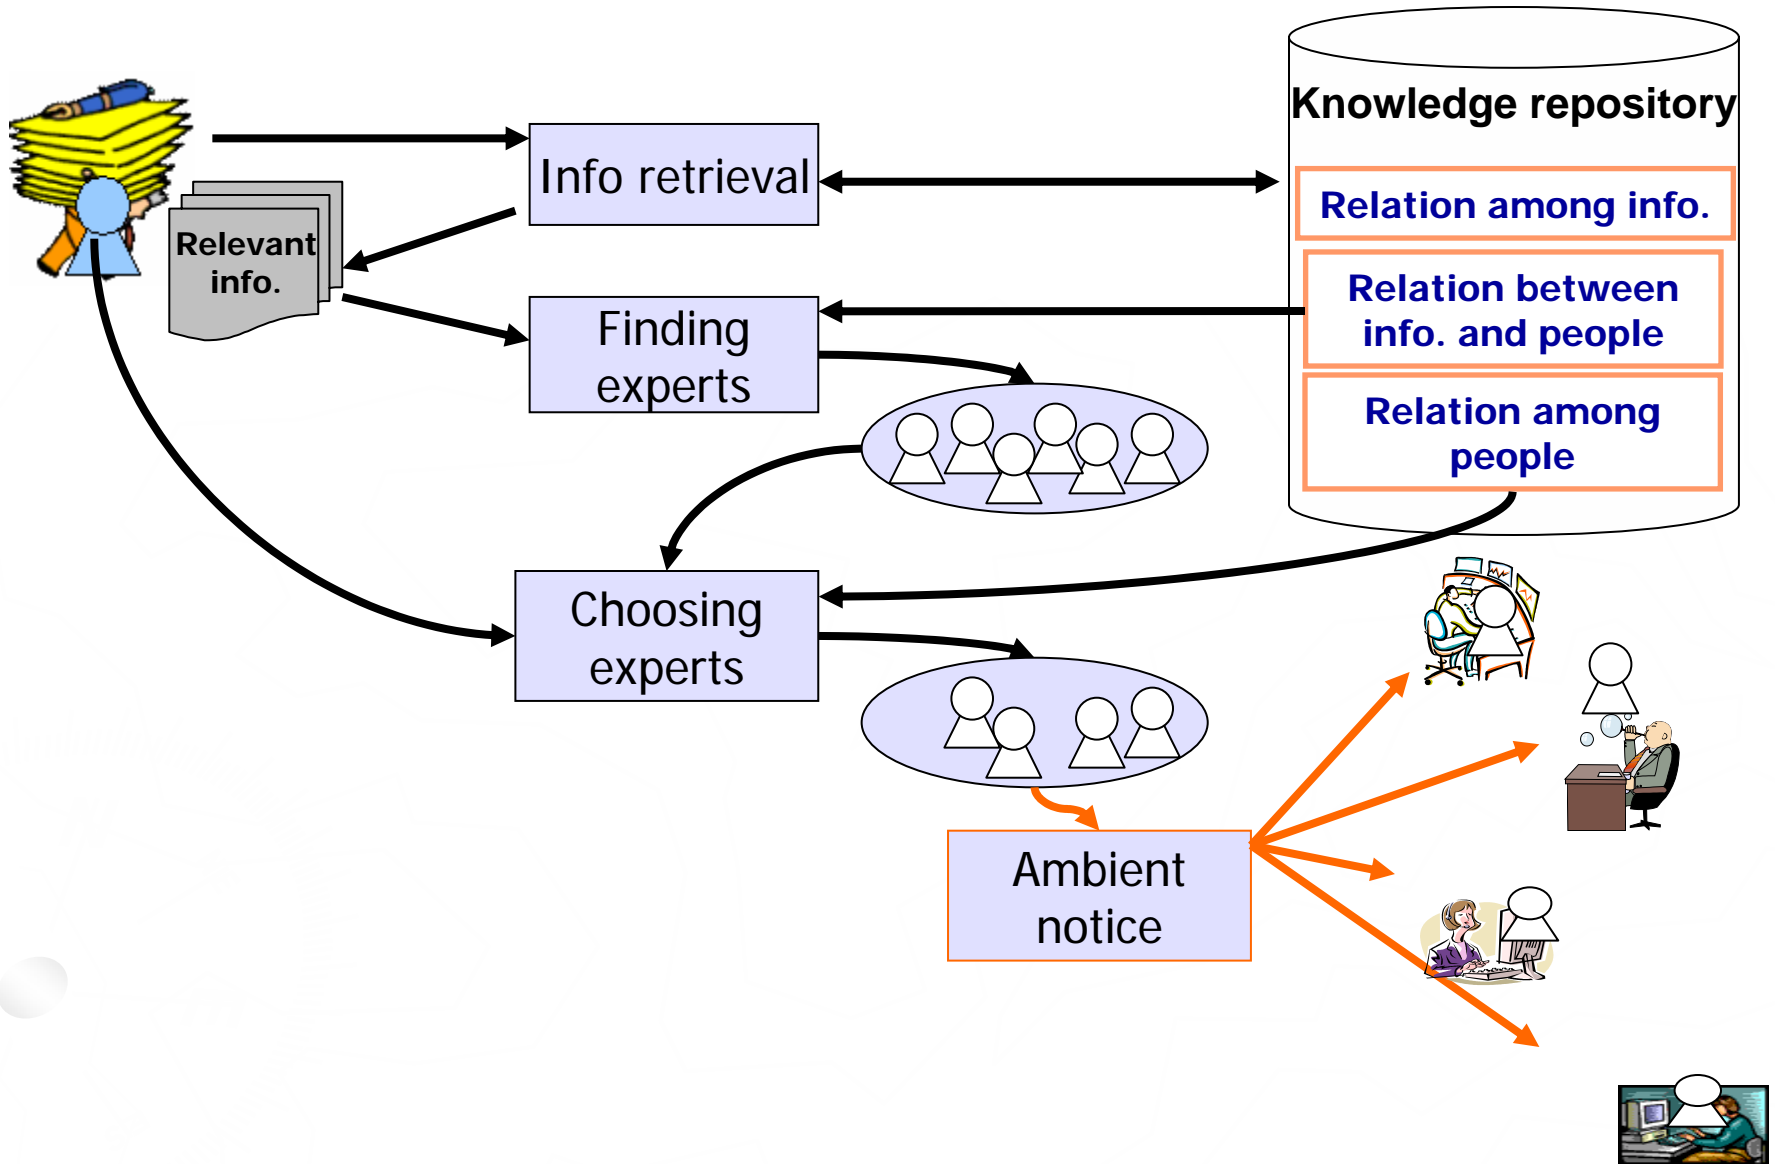 Knowledge repository
Info retrieval
Relation among info.
Relevant
info.
Relation between
info. and people
Finding
experts
Relation among
people
Choosing
experts
Ambient
notice